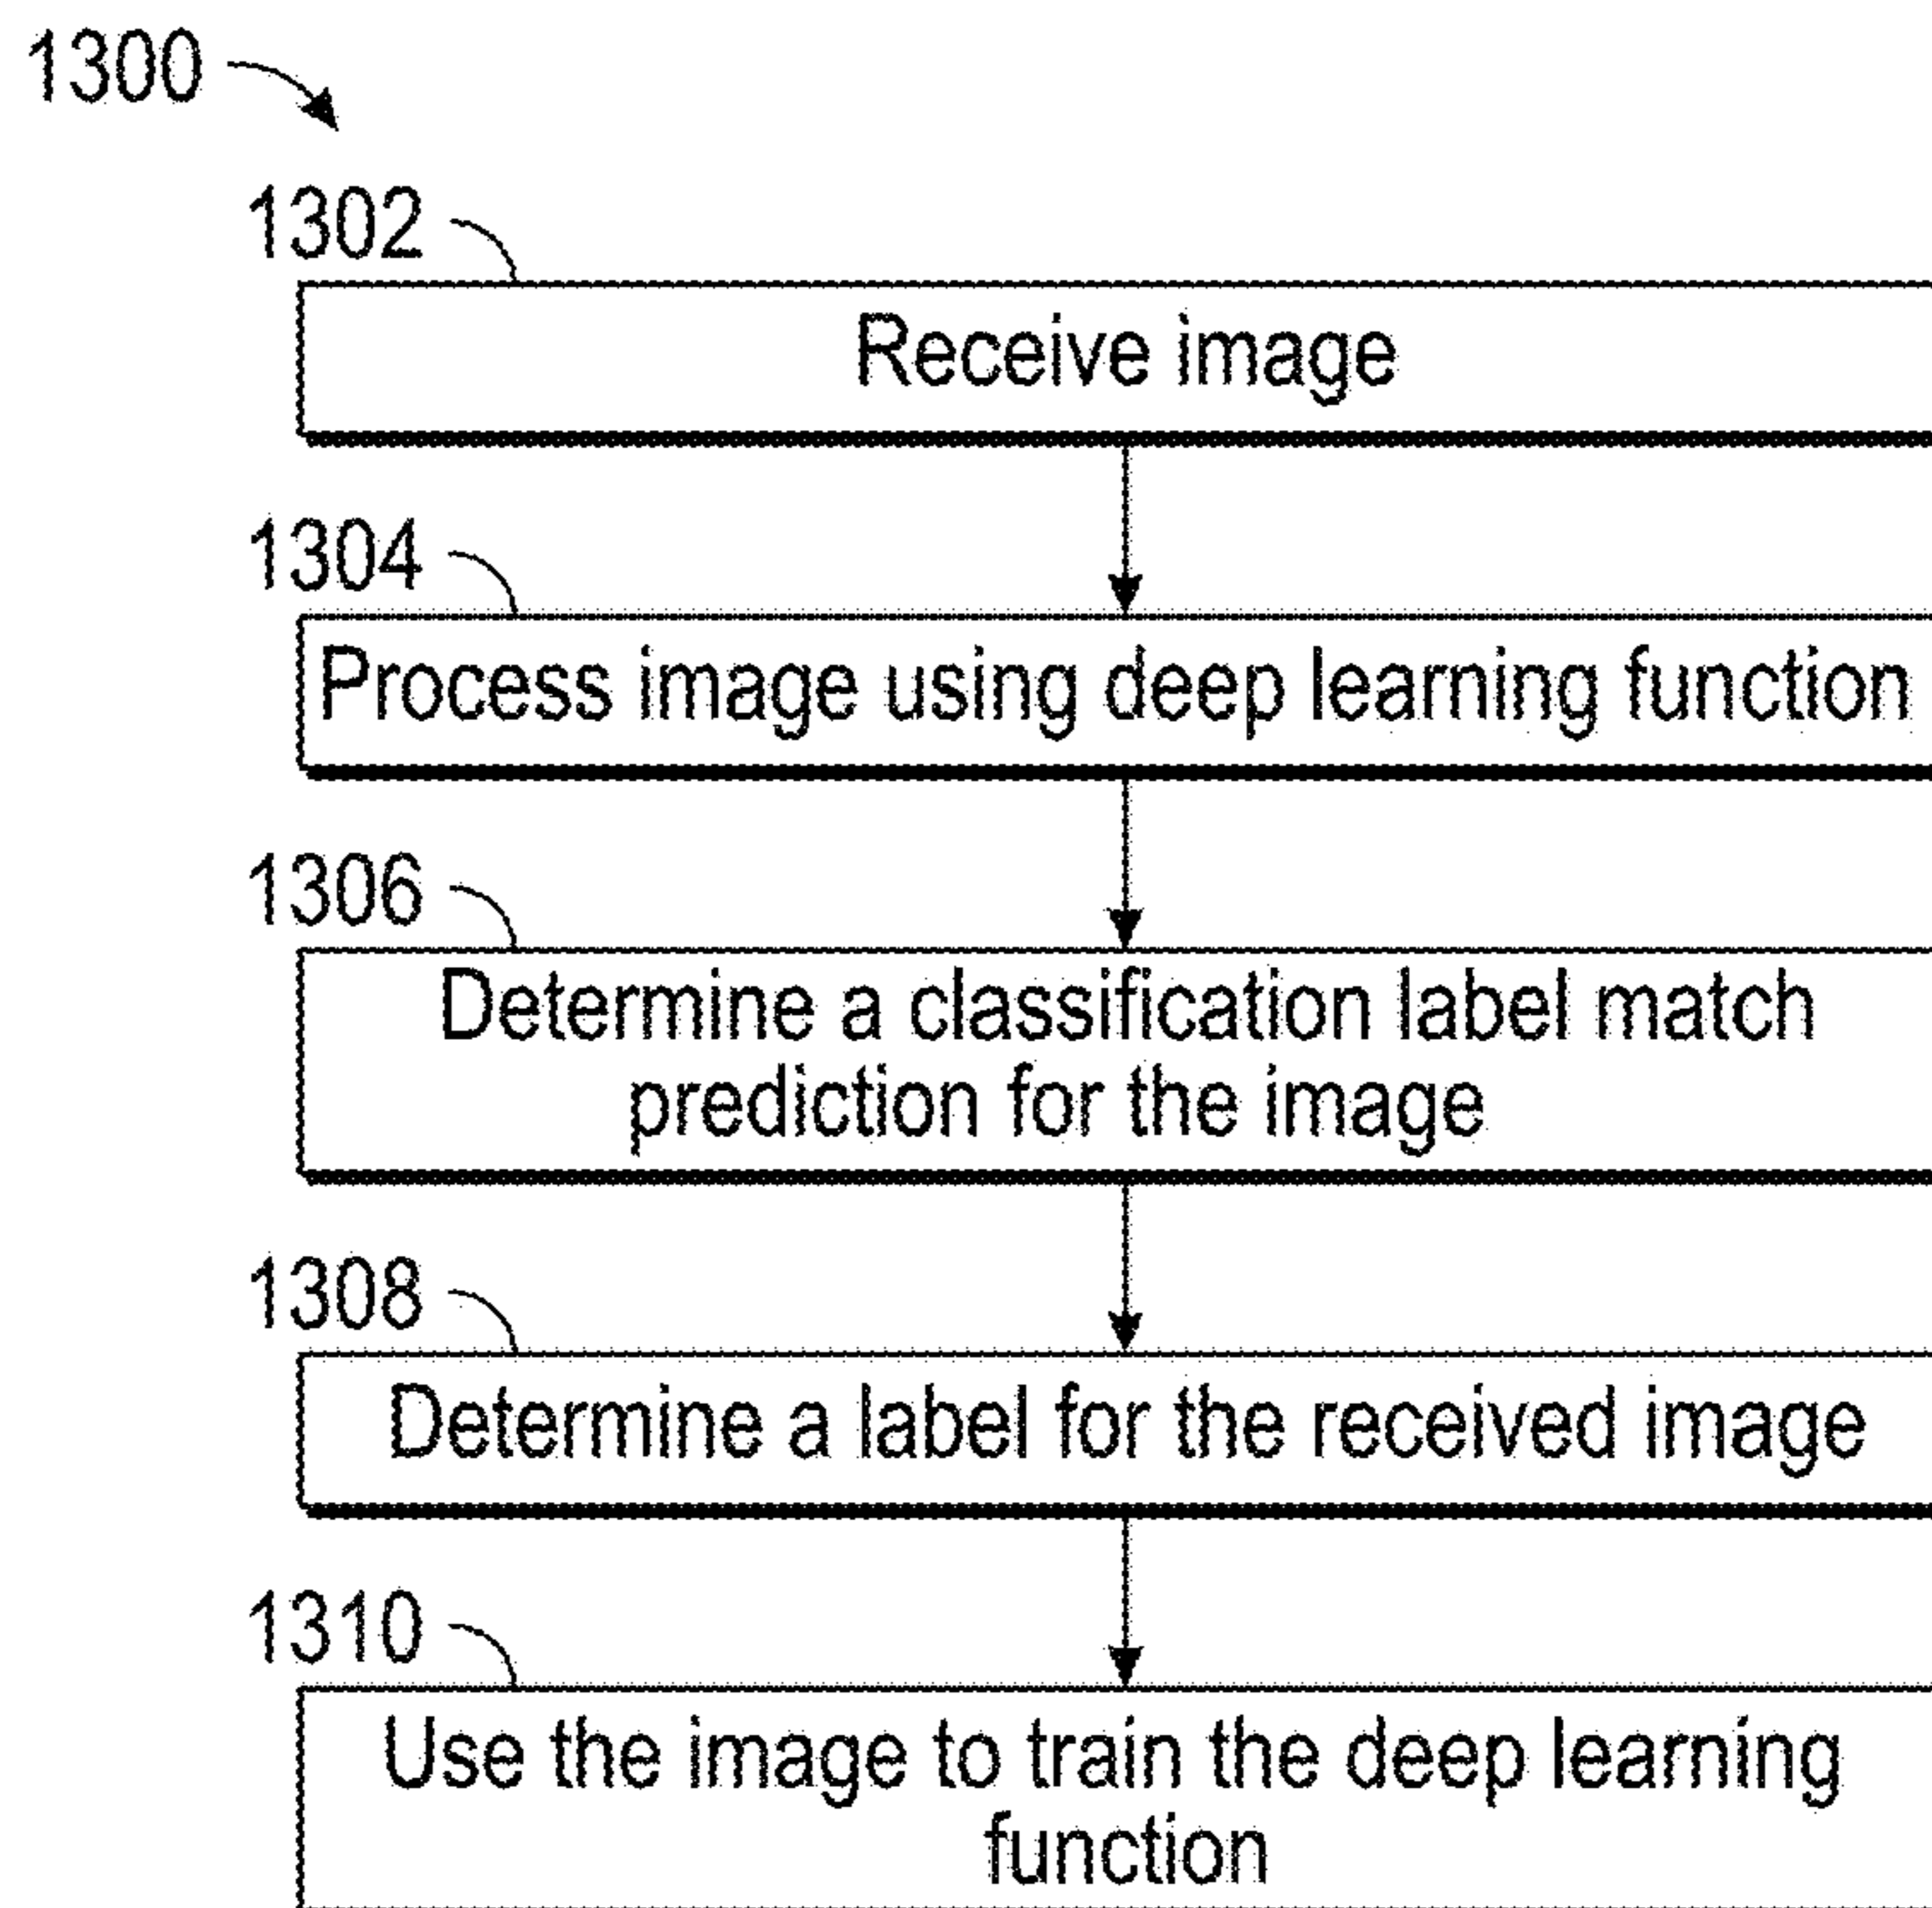 1300
1302
Receive image
1304
Process image using deep learning function
1306
Determine a classification label match
prediction for the image
1308
Determine a label for the received image
1310
Use the image to train the deep learning
function